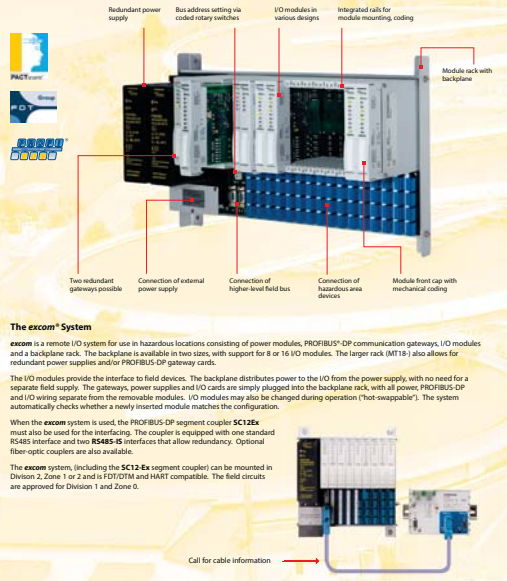 Redundant power
supply
Bus address setting via
coded rotary switches
I/O modules in
various designs
Integrated rails for
module mounting, coding
PACTware
Group
FDT
Module rack with
backplane
Two redundant
gateways possible
Connection of external
power supply
Connection of
higher-level field bus
Connection of
hazardous area
devices
Module front cap with
mechanical coding
The excom® System
excom is a remote I/O system for use in hazardous locations consisting of power modules, PROFIBUS®-DP communication gateways, I/O modules
and a backplane rack. The backplane is available in two sizes, with support for 8 or 16 I/O modules. The larger rack (MT18-) also allows for
redundant power supplies and/or PROFIBUS-DP gateway cards.
The I/O modules provide the interface to field devices. The backplane distributes power to the I/O from the power supply, with no need for a
separate field supply. The gateways, power supplies and I/O cards are simply plugged into the backplane rack, with all power, PROFIBUS-DP
and I/O wiring separate from the removable modules. I/O modules may also be changed during operation ("hot-swappable"). The system
automatically checks whether a newly inserted module matches the configuration.
When the excom system is used, the PROFIBUS-DP segment coupler SC12Ex
must also be used for the interfacing. The coupler is equipped with one standard
RS485 interface and two RS485-IS interfaces that allow redundancy. Optional
fiber-optic couplers are also available.
The excom system, (including the SC12-Ex segment coupler) can be mounted in
Divison 2, Zone 1 or 2 and is FDT/DTM and HART compatible. The field circuits
are approved for Division 1 and Zone 0.
Call for cable information